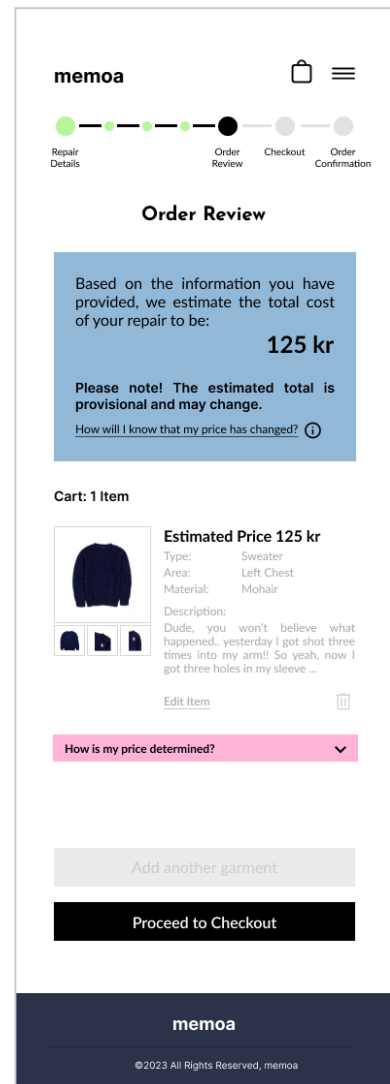 memoa
Repair
Details
Order
Review
Checkout
Order
Confirmation
Order Review
Based on the information you have
provided, we estimate the total cost
of your repair to be:
125 kr
Please note! The estimated total is
provisional and may change.
How will I know that my price has changed?
Cart: 1 Item
Estimated Price 125 kr
Type: Sweater
Area: Left Chest
Material: Mohair
Description:
Dude, you won't believe what
happened.. yesterday I got shot three
times into my arm!! So yeah, now I
got three holes in my sleeve ...
Edit Item
How is my price determined?
Add another garment
Proceed to Checkout
memoa
©2023 All Rights Reserved, memoa